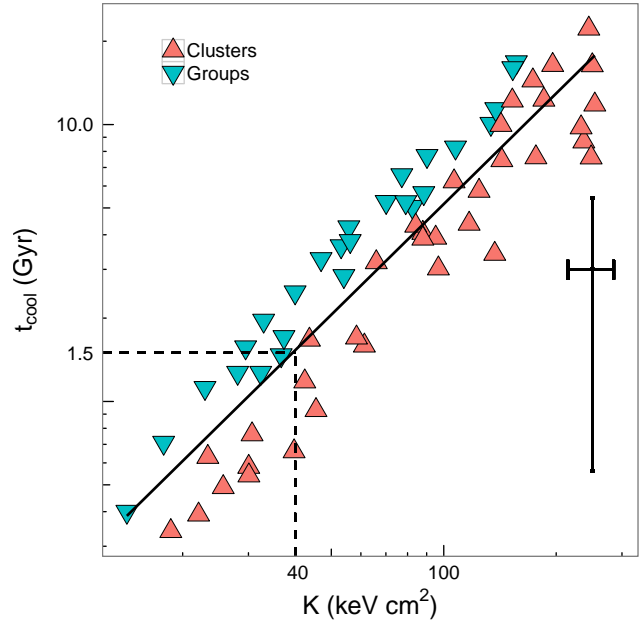 Clusters
Groups
10.0
1.5
t_cool (Gyr)
40
100
K (keV cm²)